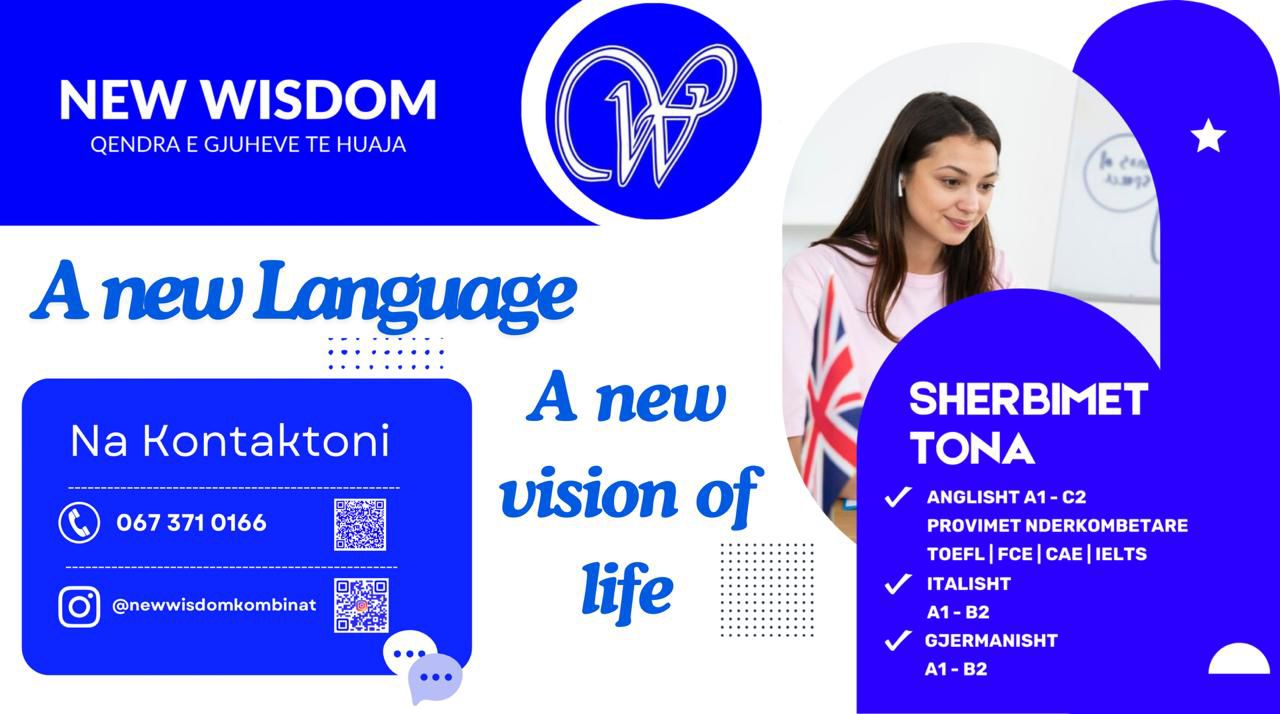 NEW WISDOM
QENDRA E GJUHEVE TE HUAJA
W
A new Language
A new
vision of
life
Na Kontaktoni
067 371 0166
@newwisdomkombinat
SHERBIMET
TONA
ANGLISHT A1 - C2
PROVIMET NDERKOMBETARE
TOEFL | FCE | CAE | IELTS
ITALISHT
A1 - B2
GJERMANISHT
A1 - B2